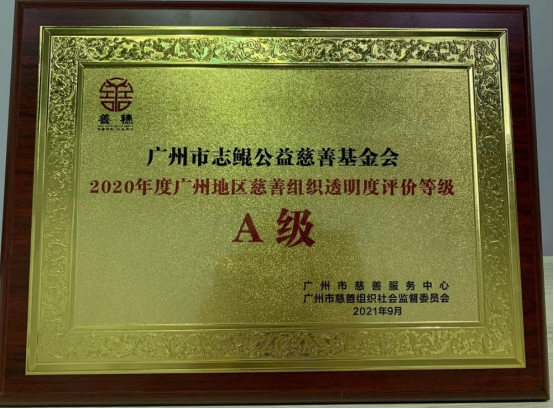 善穗
广州市志鲲公益慈善基金会
2020年度广州地区慈善组织透明度评价等级
A级
广州市慈善服务中心
广州市慈善组织社会监督委员会
2021年9月